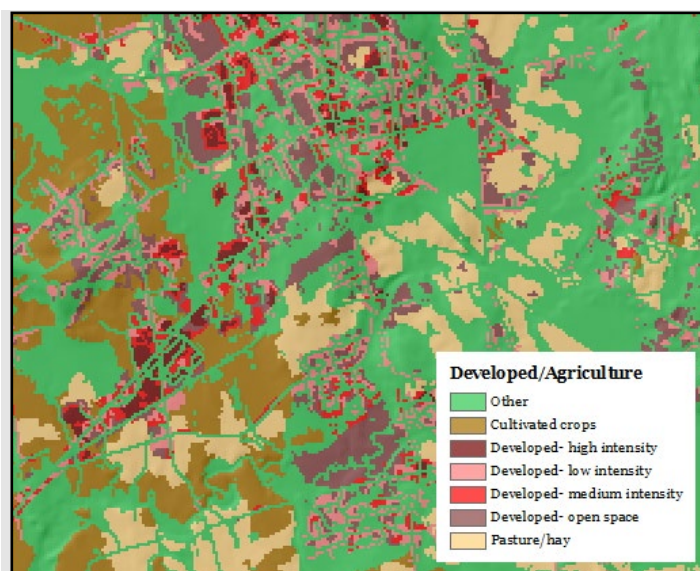 Developed/Agriculture
Other
Cultivated crops
Developed- high intensity
Developed- low intensity
Developed- medium intensity
Developed- open space
Pasture/hay